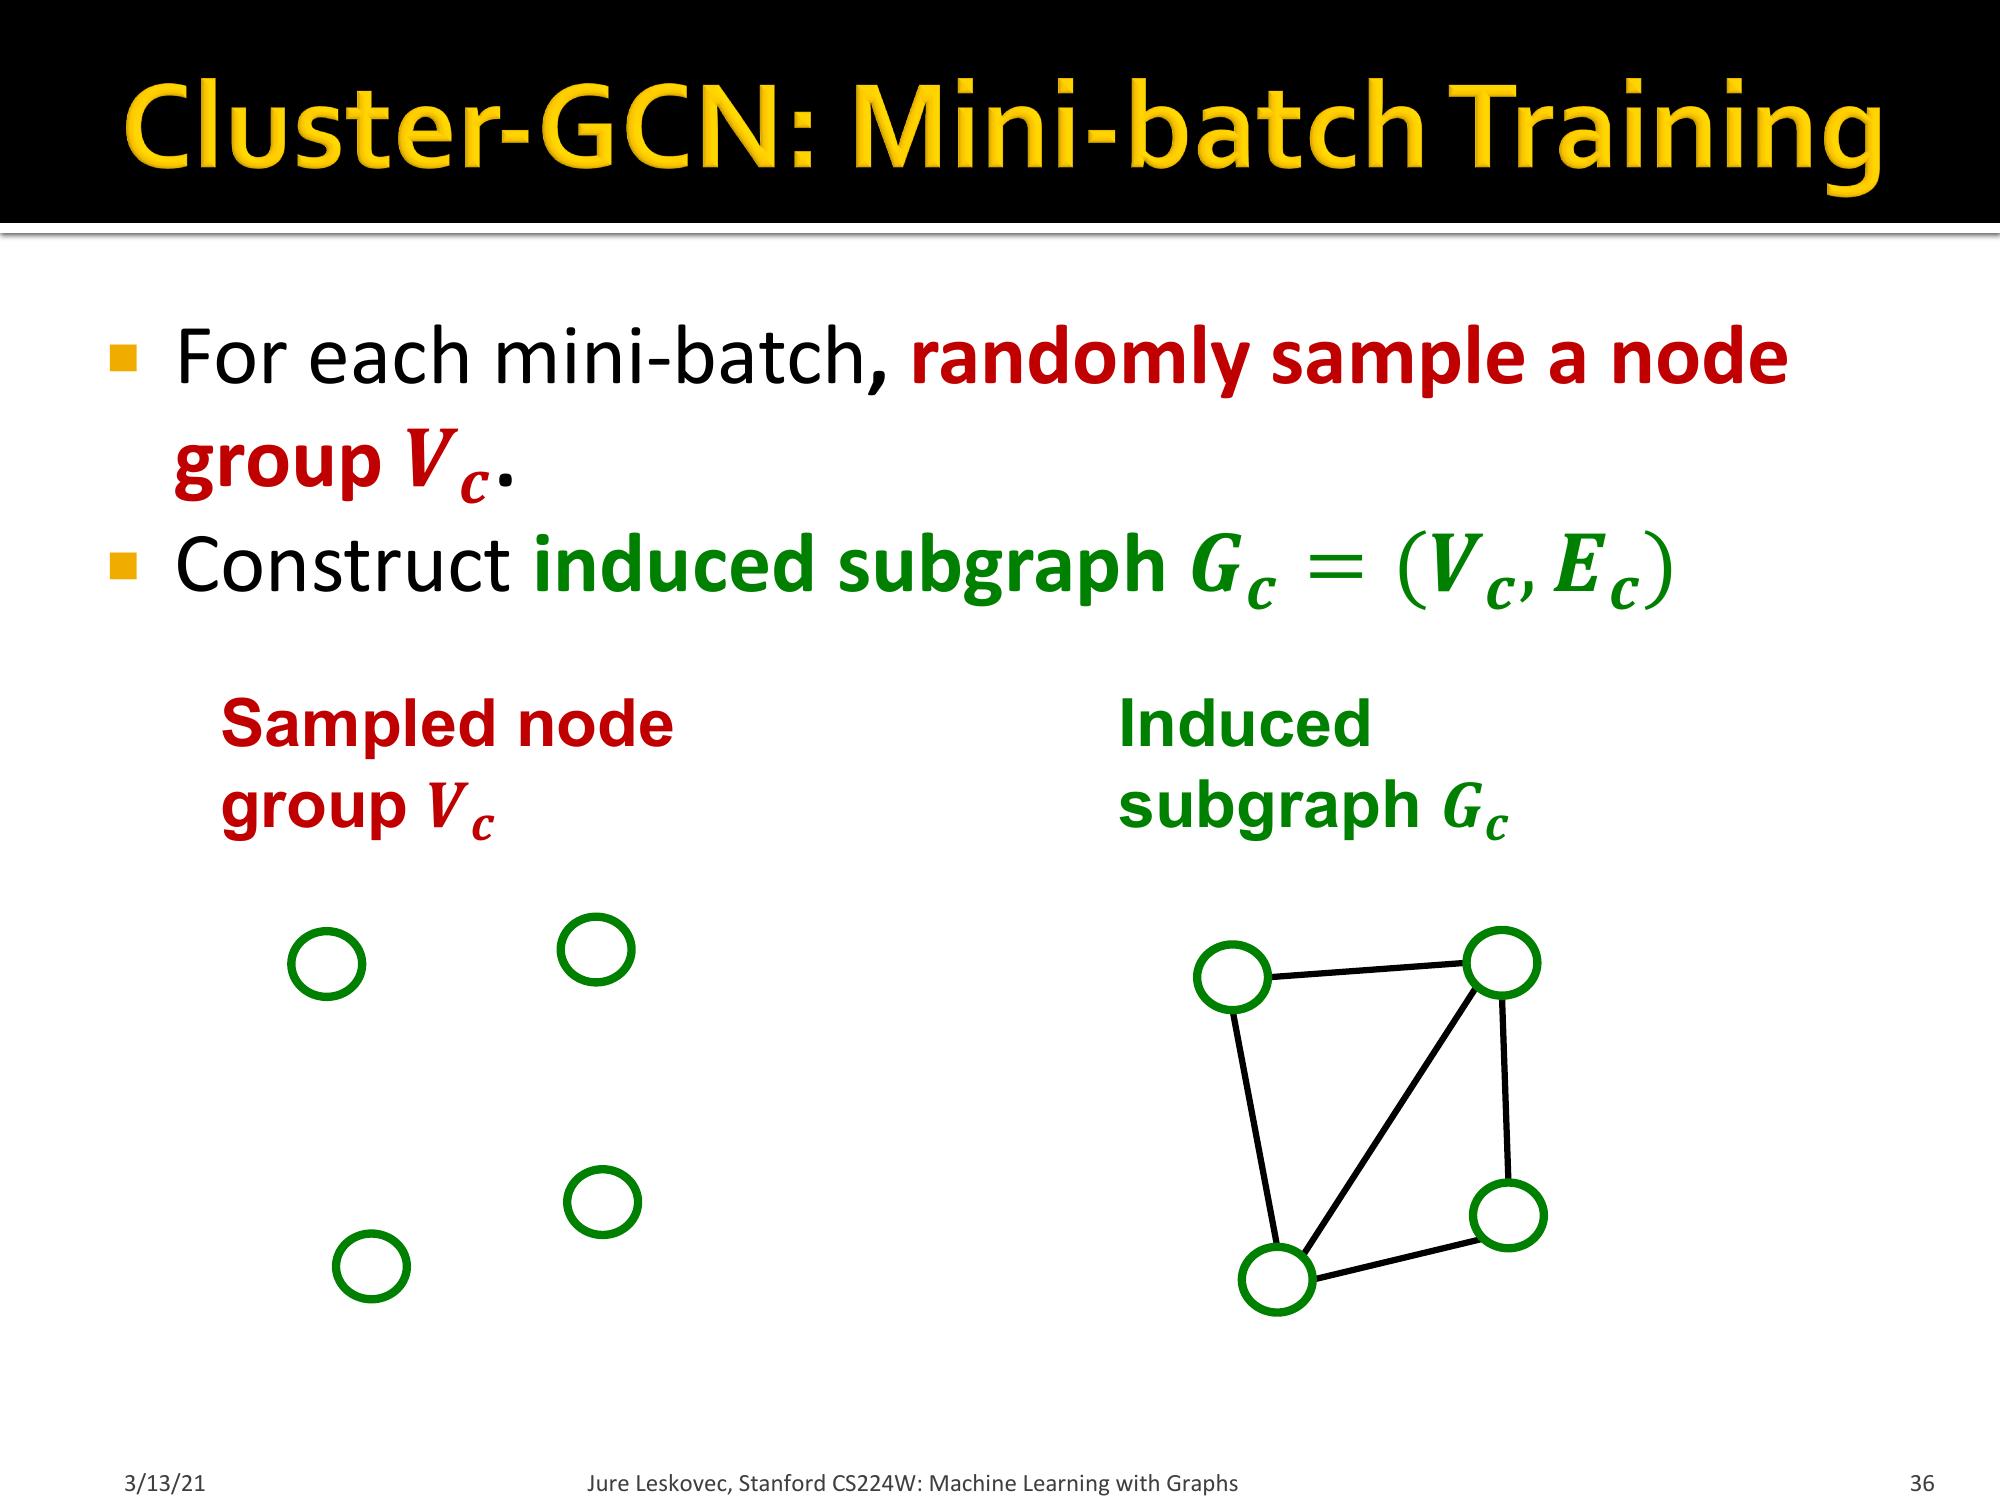 Cluster-GCN: Mini-batch Training
▪ For each mini-batch, randomly sample a node
group V_c.
▪ Construct induced subgraph G_c = (V_c, E_c)
Sampled node
group V_c
Induced
subgraph G_c
3/13/21
Jure Leskovec, Stanford CS224W: Machine Learning with Graphs
36